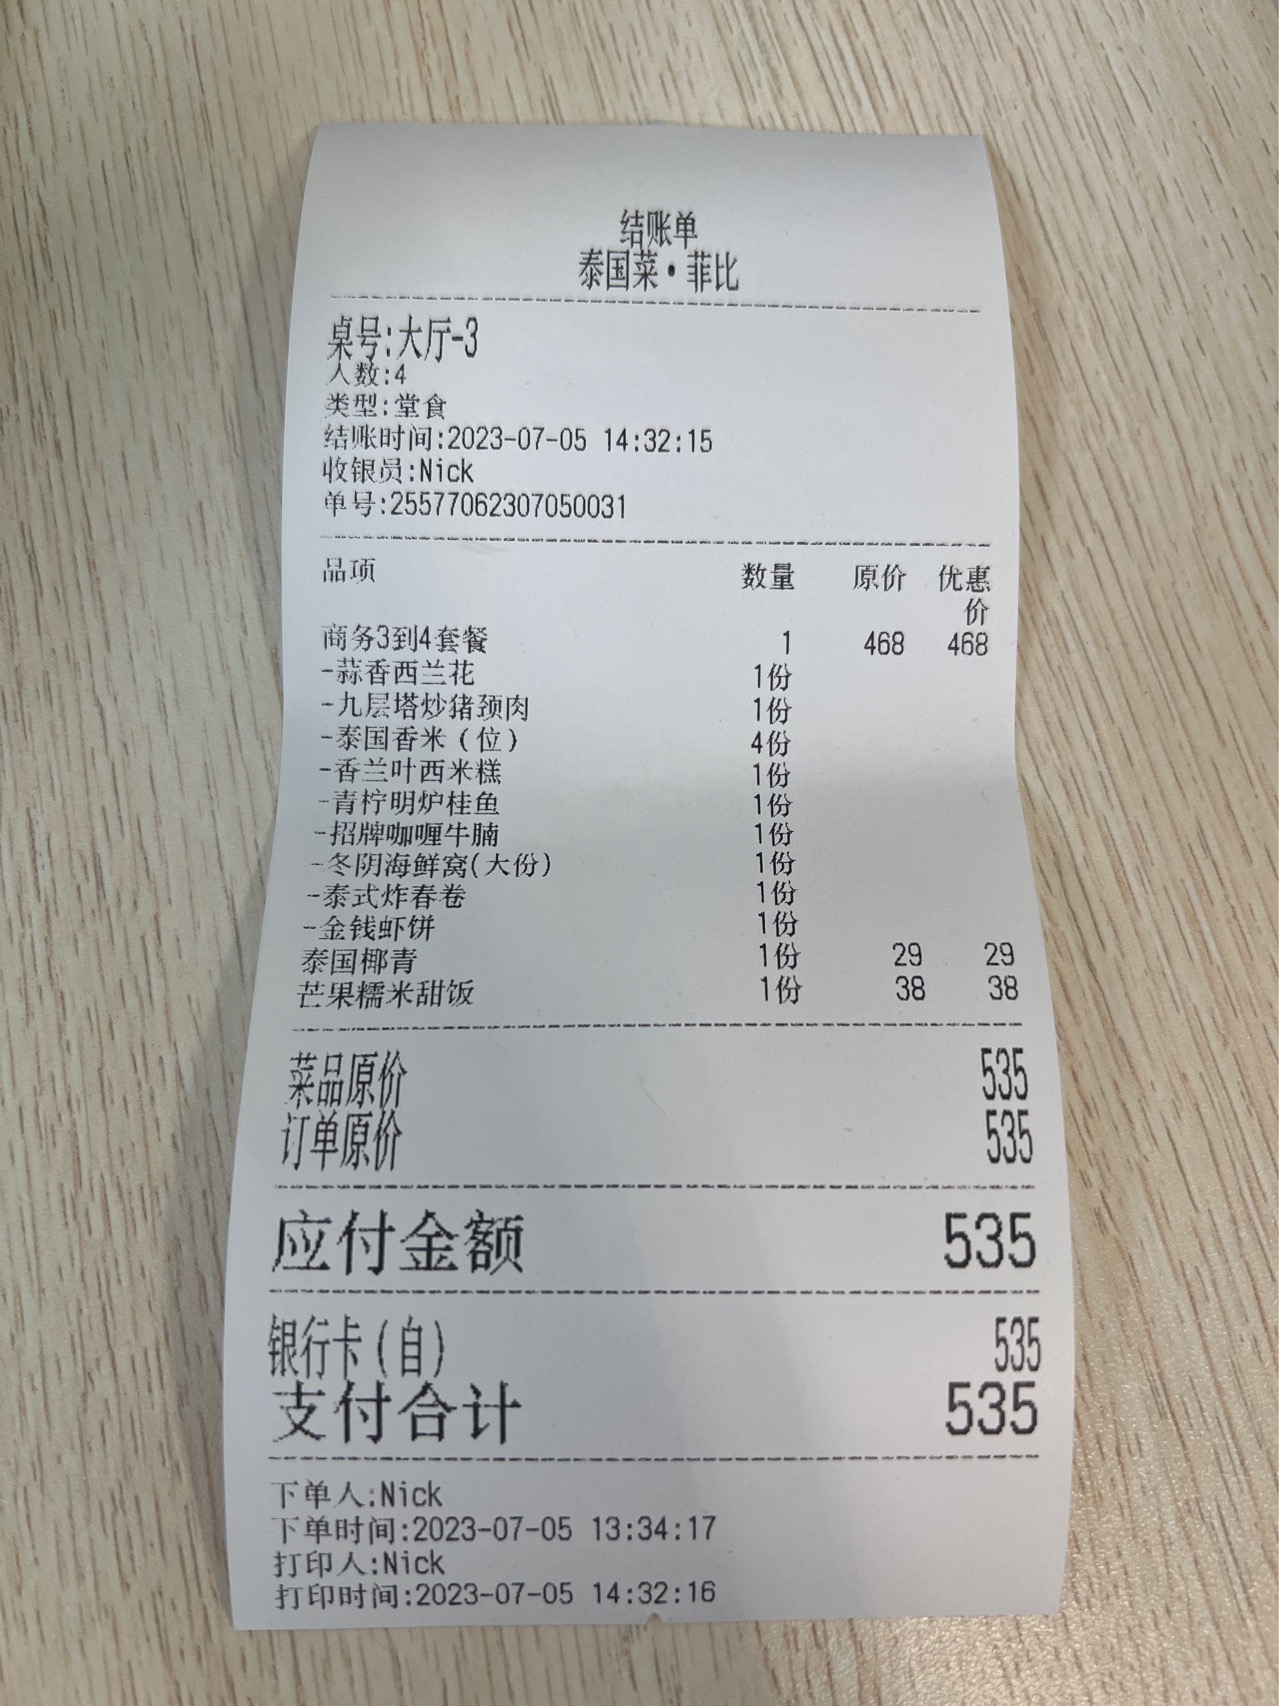 结账单
泰国菜·菲比
桌号:大厅-3
人数:4
类型:堂食
结账时间:2023-07-05 14:32:15
收银员:Nick
单号:25577062307050031
品项 数量 原价 优惠
价
商务3到4套餐 1 468 468
-蒜香西兰花 1份
-九层塔炒猪颈肉 1份
-泰国香米（位） 4份
-香兰叶西米糕 1份
-青柠明炉桂鱼 1份
-招牌咖喱牛腩 1份
-冬阴海鲜窝(大份) 1份
-泰式炸春卷 1份
-金钱虾饼 1份
泰国椰青 1份 29 29
芒果糯米甜饭 1份 38 38
菜品原价 535
订单原价 535
应付金额 535
银行卡(自) 535
支付合计 535
下单人:Nick
下单时间:2023-07-05 13:34:17
打印人:Nick
打印时间:2023-07-05 14:32:16